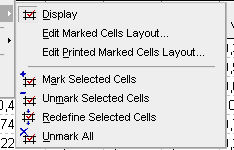 Display
Edit Marked Cells Layout...
Edit Printed Marked Cells Layout...
Mark Selected Cells
Unmark Selected Cells
Redefine Selected Cells
Unmark All